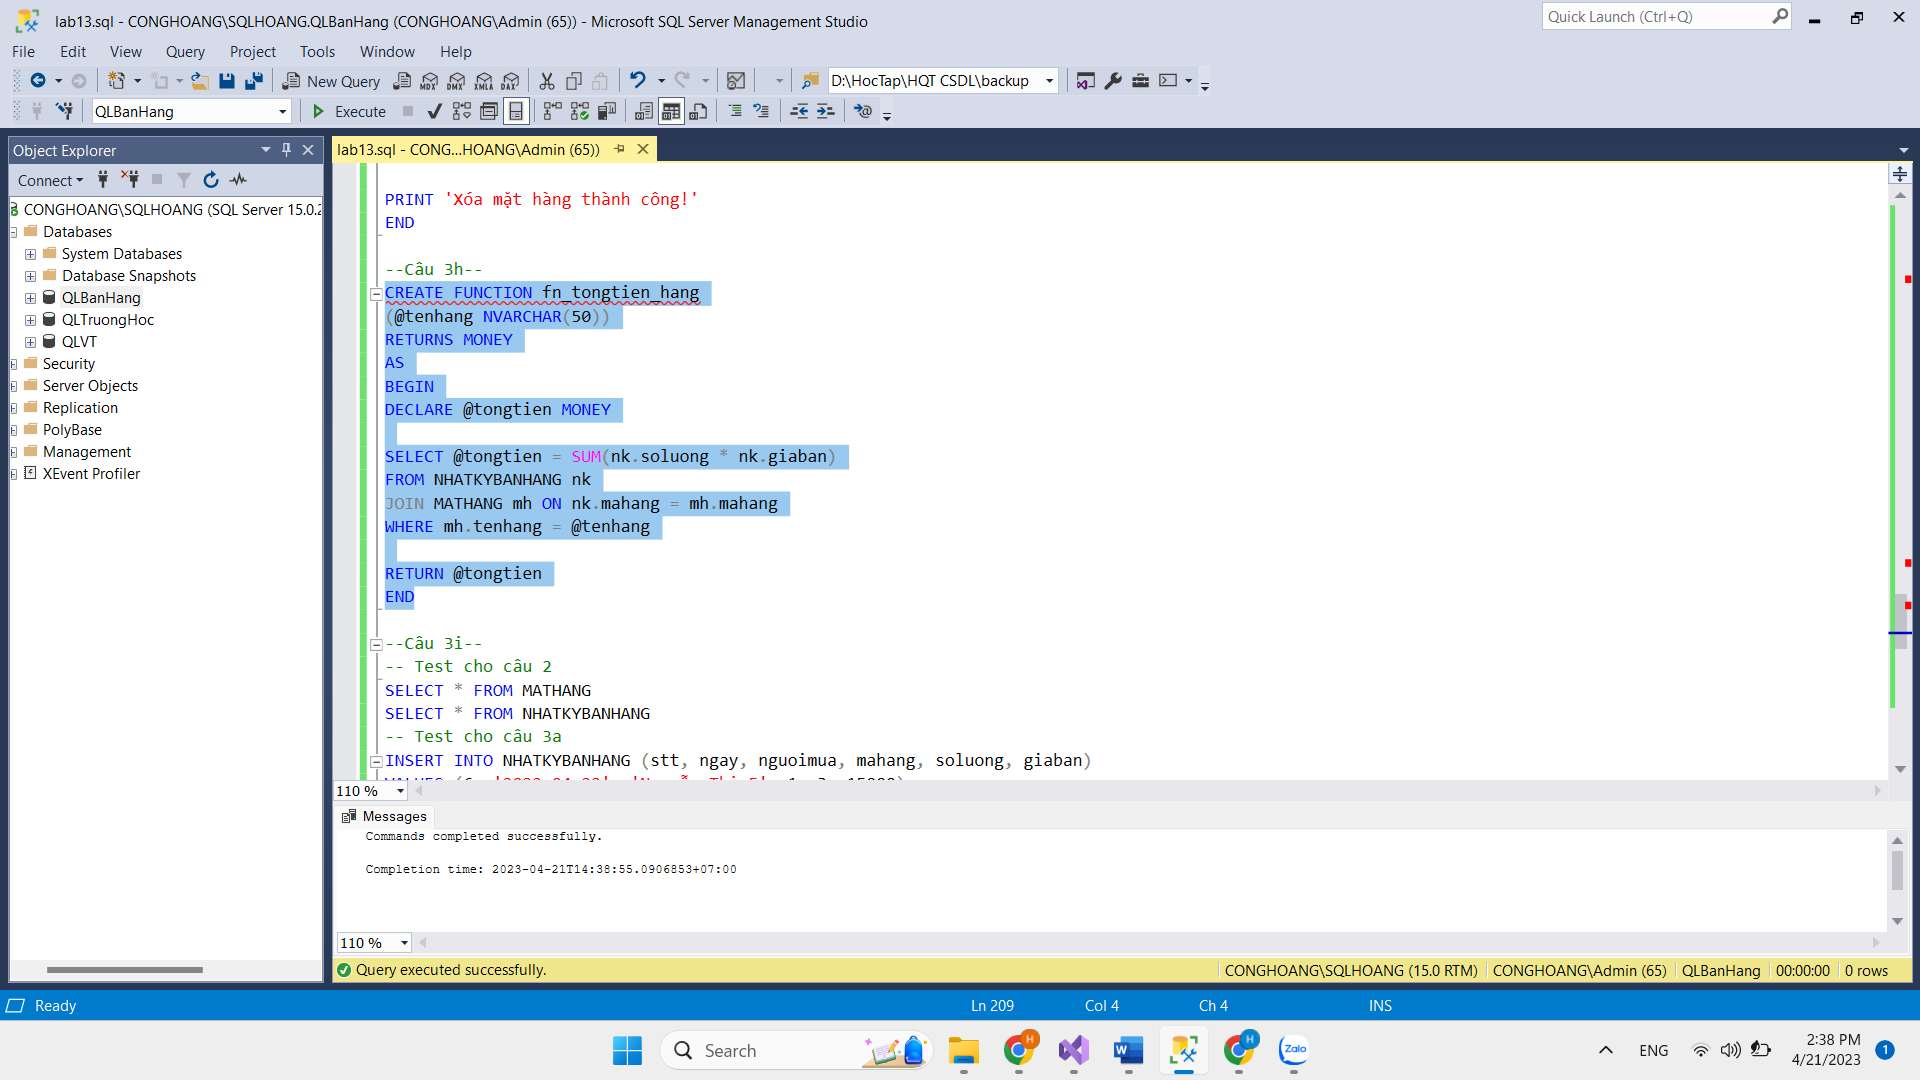 lab13.sql - CONGHOANG\SQLHOANG.QLBanHang (CONGHOANG\Admin (65)) - Microsoft SQL Server Management Studio
Quick Launch (Ctrl+Q)
File Edit View Query Project Tools Window Help
New Query
MDX DMX XMLA DAX
D:\HocTap\HQT CSDL\backup
QLBanHang
Execute
Object Explorer
lab13.sql - CONG...HOANG\Admin (65))
Connect
CONGHOANG\SQLHOANG (SQL Server 15.0.2
Databases
System Databases
Database Snapshots
QLBanHang
QLTruongHoc
QLVT
Security
Server Objects
Replication
PolyBase
Management
XEvent Profiler
PRINT 'Xóa mặt hàng thành công!'
END
--Câu 3h--
CREATE FUNCTION fn_tongtien_hang
(@tenhang NVARCHAR(50))
RETURNS MONEY
AS
BEGIN
DECLARE @tongtien MONEY
SELECT @tongtien = SUM(nk.soluong * nk.giaban)
FROM NHATKYBANHANG nk
JOIN MATHANG mh ON nk.mahang = mh.mahang
WHERE mh.tenhang = @tenhang
RETURN @tongtien
END
--Câu 3i--
-- Test cho câu 2
SELECT * FROM MATHANG
SELECT * FROM NHATKYBANHANG
-- Test cho câu 3a
INSERT INTO NHATKYBANHANG (stt, ngay, nguoimua, mahang, soluong, giaban)
110 %
Messages
Commands completed successfully.
Completion time: 2023-04-21T14:38:55.0906853+07:00
110 %
Query executed successfully.
CONGHOANG\SQLHOANG (15.0 RTM) CONGHOANG\Admin (65) QLBanHang 00:00:00 0 rows
Ready Ln 209 Col 4 Ch 4 INS
Search
H
W
H
Zalo
ENG
2:38 PM
4/21/2023
1